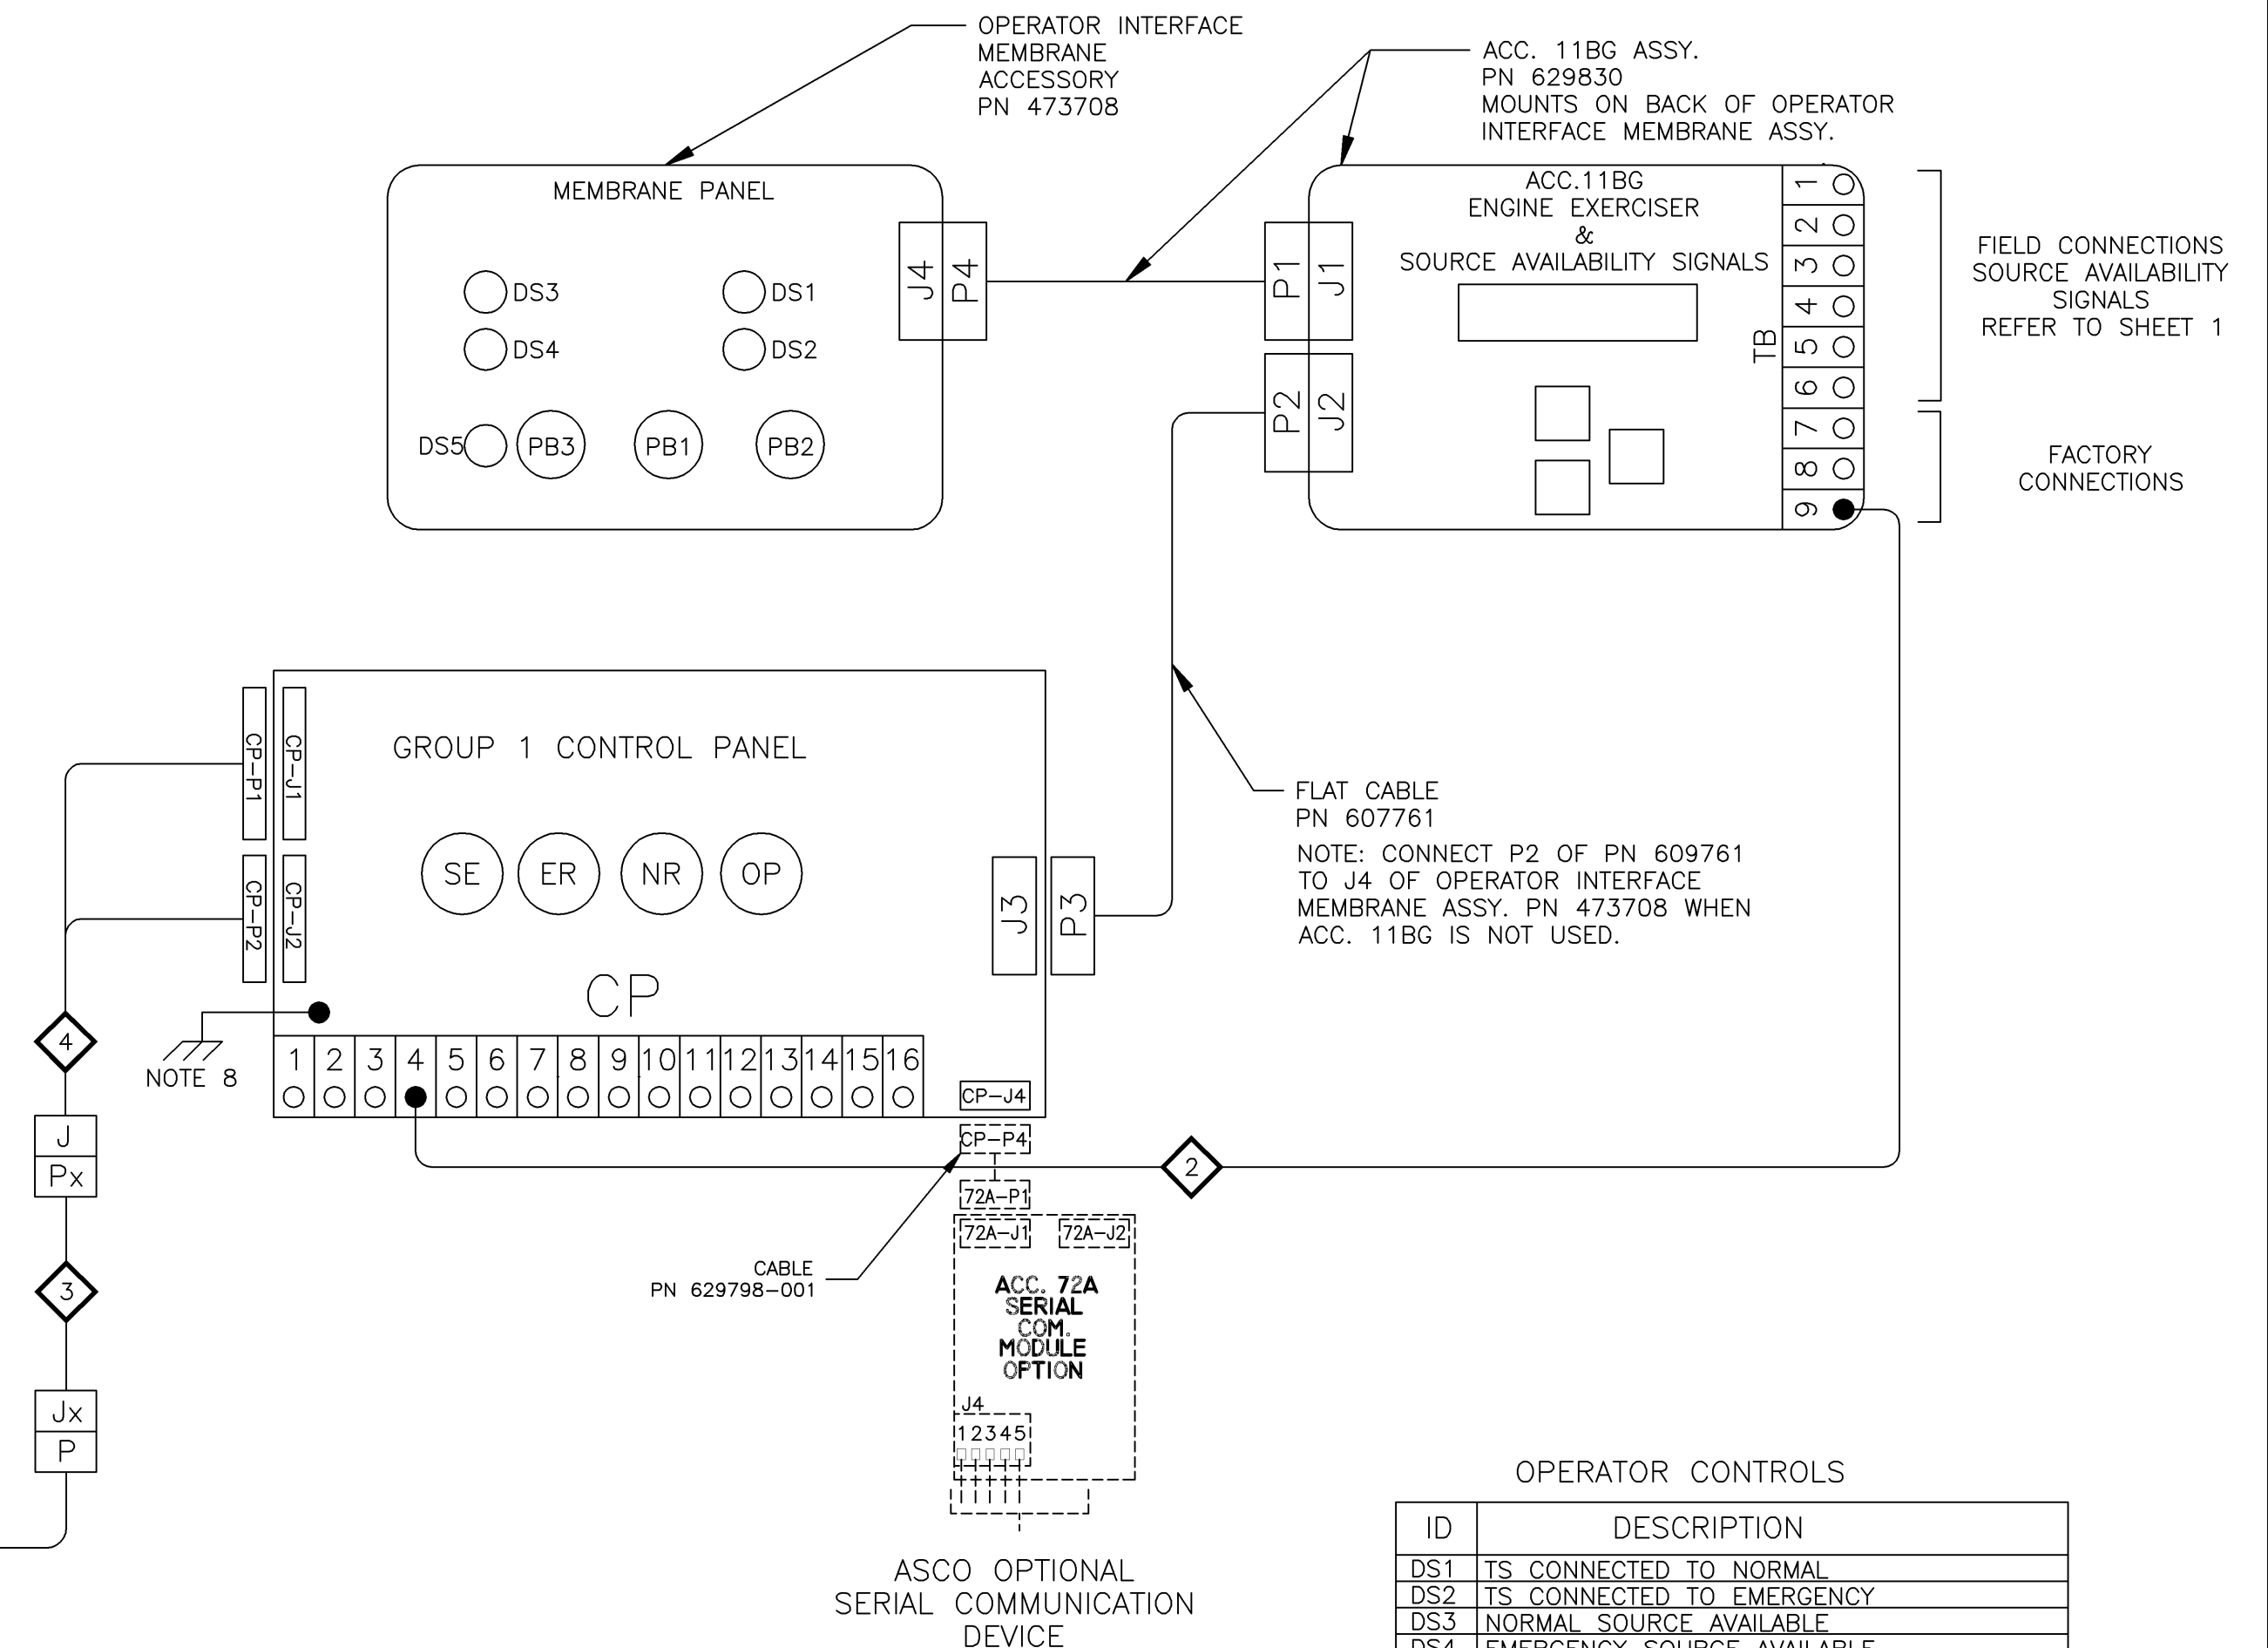 OPERATOR INTERFACE
MEMBRANE
ACCESSORY
PN 473708
ACC. 11BG ASSY.
PN 629830
MOUNTS ON BACK OF OPERATOR
INTERFACE MEMBRANE ASSY.
MEMBRANE PANEL
DS3
DS1
DS4
DS2
DS5
PB3
PB1
PB2
J4
P4
P1
J1
P2
J2
ACC.11BG
ENGINE EXERCISER
&
SOURCE AVAILABILITY SIGNALS
TB
1
2
3
4
5
6
7
8
9
FIELD CONNECTIONS
SOURCE AVAILABILITY
SIGNALS
REFER TO SHEET 1
FACTORY
CONNECTIONS
GROUP 1 CONTROL PANEL
CP-P1
CP-J1
CP-P2
CP-J2
SE
ER
NR
OP
J3
P3
CP
FLAT CABLE
PN 607761
NOTE: CONNECT P2 OF PN 609761
TO J4 OF OPERATOR INTERFACE
MEMBRANE ASSY. PN 473708 WHEN
ACC. 11BG IS NOT USED.
NOTE 8
1 2 3 4 5 6 7 8 9 10 11 12 13 14 15 16
CP-J4
CP-P4
4
J
Px
3
Jx
P
2
72A-P1
72A-J1
72A-J2
CABLE
PN 629798-001
ACC. 72A
SERIAL
COM.
MODULE
OPTION
J4
1 2 3 4 5
ASCO OPTIONAL
SERIAL COMMUNICATION
DEVICE
OPERATOR CONTROLS
ID DESCRIPTION
DS1 TS CONNECTED TO NORMAL
DS2 TS CONNECTED TO EMERGENCY
DS3 NORMAL SOURCE AVAILABLE
DS4 EMERGENCY SOURCE AVAILABLE